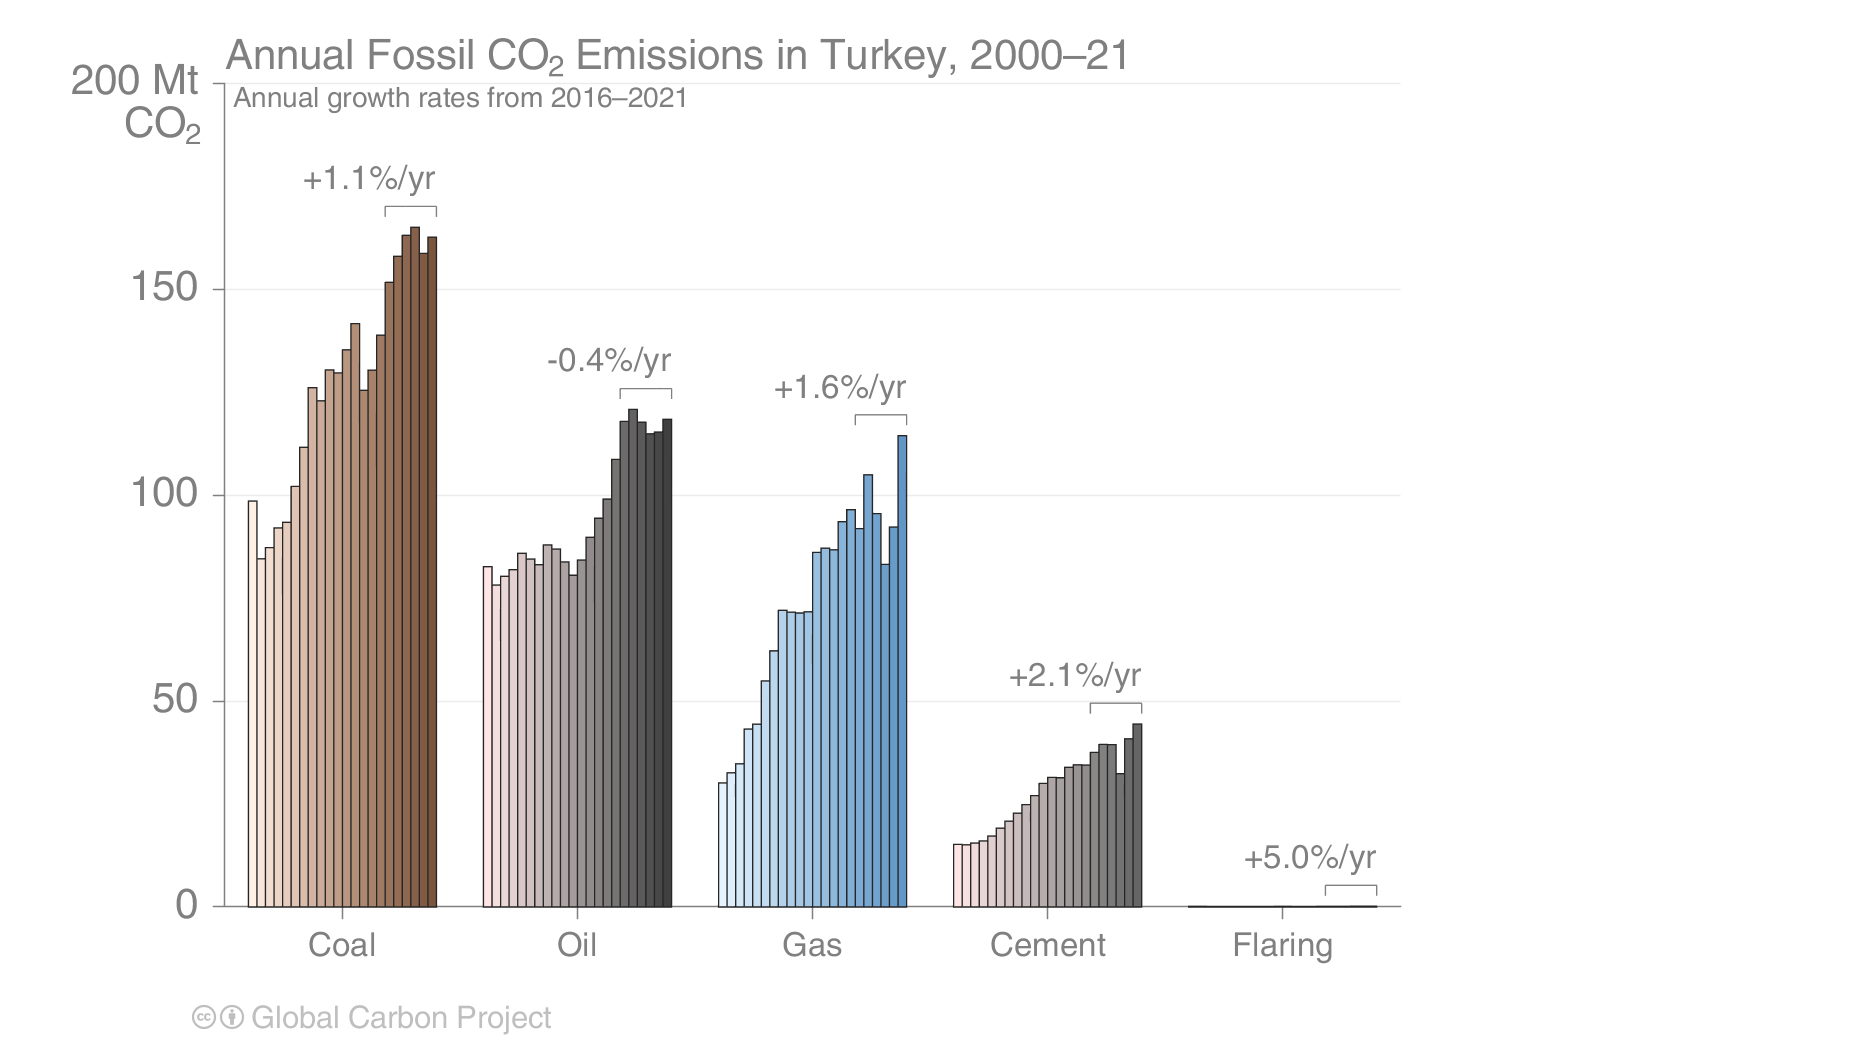 Annual Fossil CO₂ Emissions in Turkey, 2000–21
Annual growth rates from 2016–2021
200 Mt
CO₂
150
100
50
0
+1.1%/yr
-0.4%/yr
+1.6%/yr
+2.1%/yr
+5.0%/yr
Coal
Oil
Gas
Cement
Flaring
cc Global Carbon Project